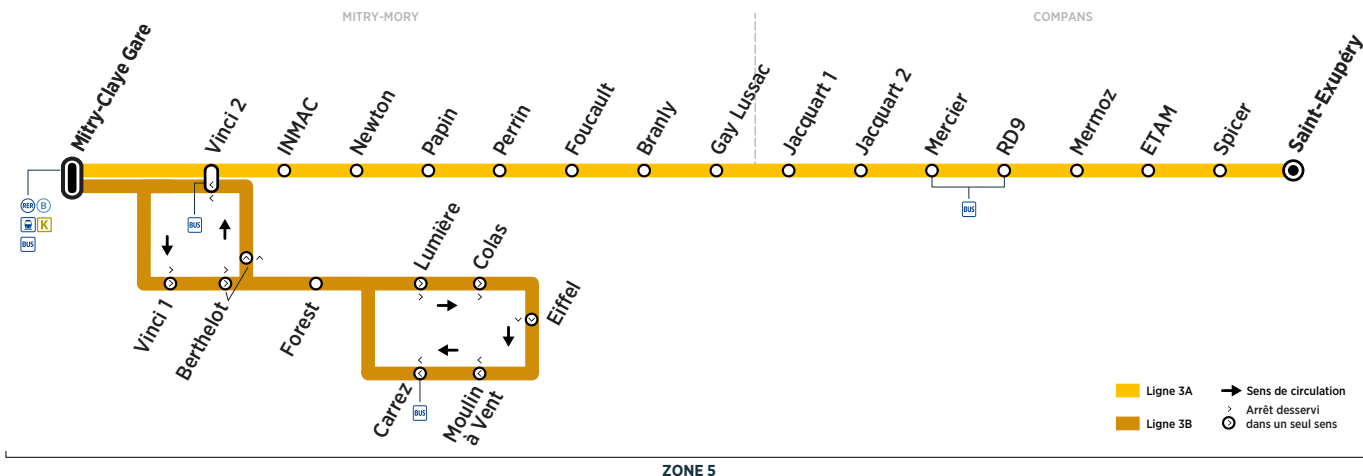 MITRY-MORY
COMPANS
Mitry-Claye Gare
Vinci 2
INMAC
Newton
Papin
Perrin
Foucault
Branly
Gay Lussac
Jacquart 1
Jacquart 2
Mercier
RD9
Mermoz
ETAM
Spicer
Saint-Exupéry
RER B
K
BUS
BUS
BUS
Vinci 1
Berthelot
Forest
Lumière
Colas
Eiffel
Carrez
Moulin
à Vent
BUS
Ligne 3A
Sens de circulation
Ligne 3B
Arrêt desservi
dans un seul sens
ZONE 5